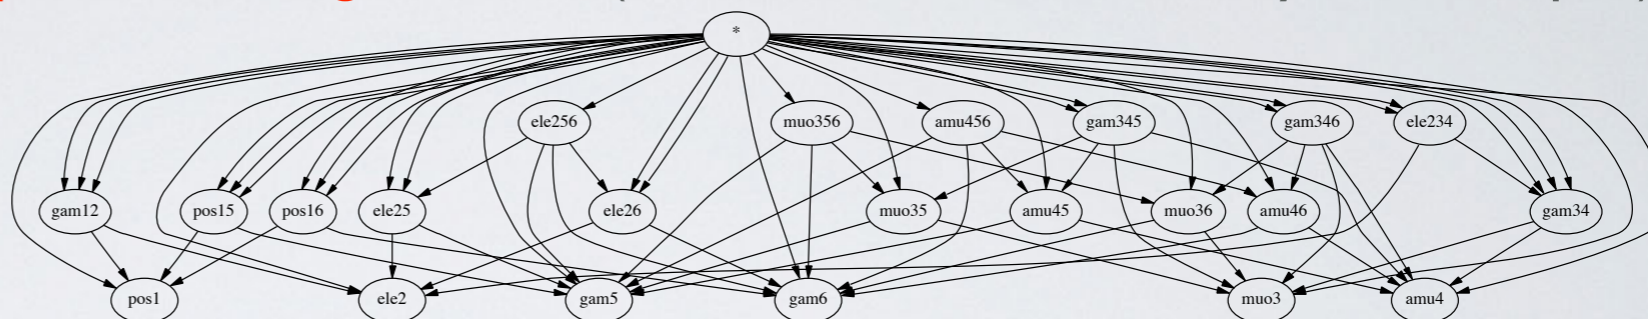 *
ele256 muo356 amu456 gam345 gam346 ele234
gam12 pos15 pos16 ele25 ele26 muo35 amu45 muo36 amu46 gam34
pos1 ele2 gam5 gam6 muo3 amu4